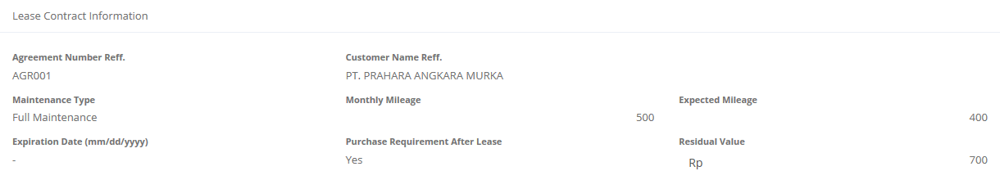 Lease Contract Information
Agreement Number Reff. Customer Name Reff.
AGR001 PT. PRAHARA ANGKARA MURKA
Maintenance Type Monthly Mileage Expected Mileage
Full Maintenance 500 400
Expiration Date (mm/dd/yyyy) Purchase Requirement After Lease Residual Value
- Yes Rp 700